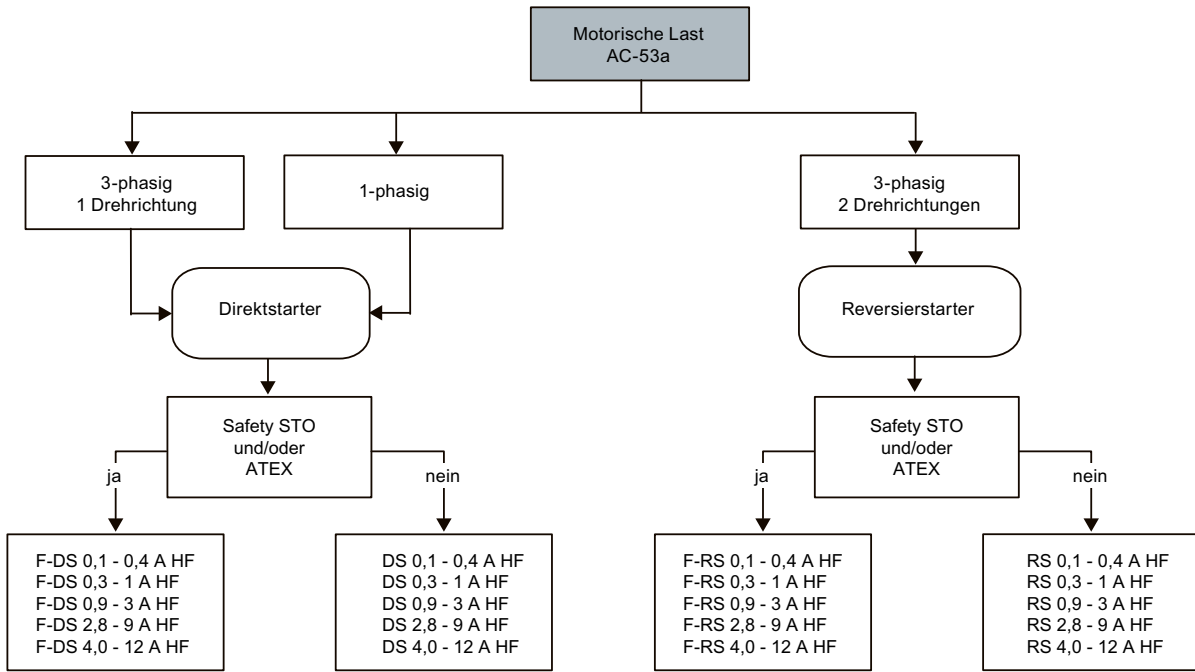 Motorische Last
AC-53a
3-phasig
1 Drehrichtung
1-phasig
3-phasig
2 Drehrichtungen
Direktstarter
Reversierstarter
Safety STO
und/oder
ATEX
ja
nein
Safety STO
und/oder
ATEX
ja
nein
F-DS 0,1 - 0,4 A HF
F-DS 0,3 - 1 A HF
F-DS 0,9 - 3 A HF
F-DS 2,8 - 9 A HF
F-DS 4,0 - 12 A HF
DS 0,1 - 0,4 A HF
DS 0,3 - 1 A HF
DS 0,9 - 3 A HF
DS 2,8 - 9 A HF
DS 4,0 - 12 A HF
F-RS 0,1 - 0,4 A HF
F-RS 0,3 - 1 A HF
F-RS 0,9 - 3 A HF
F-RS 2,8 - 9 A HF
F-RS 4,0 - 12 A HF
RS 0,1 - 0,4 A HF
RS 0,3 - 1 A HF
RS 0,9 - 3 A HF
RS 2,8 - 9 A HF
RS 4,0 - 12 A HF